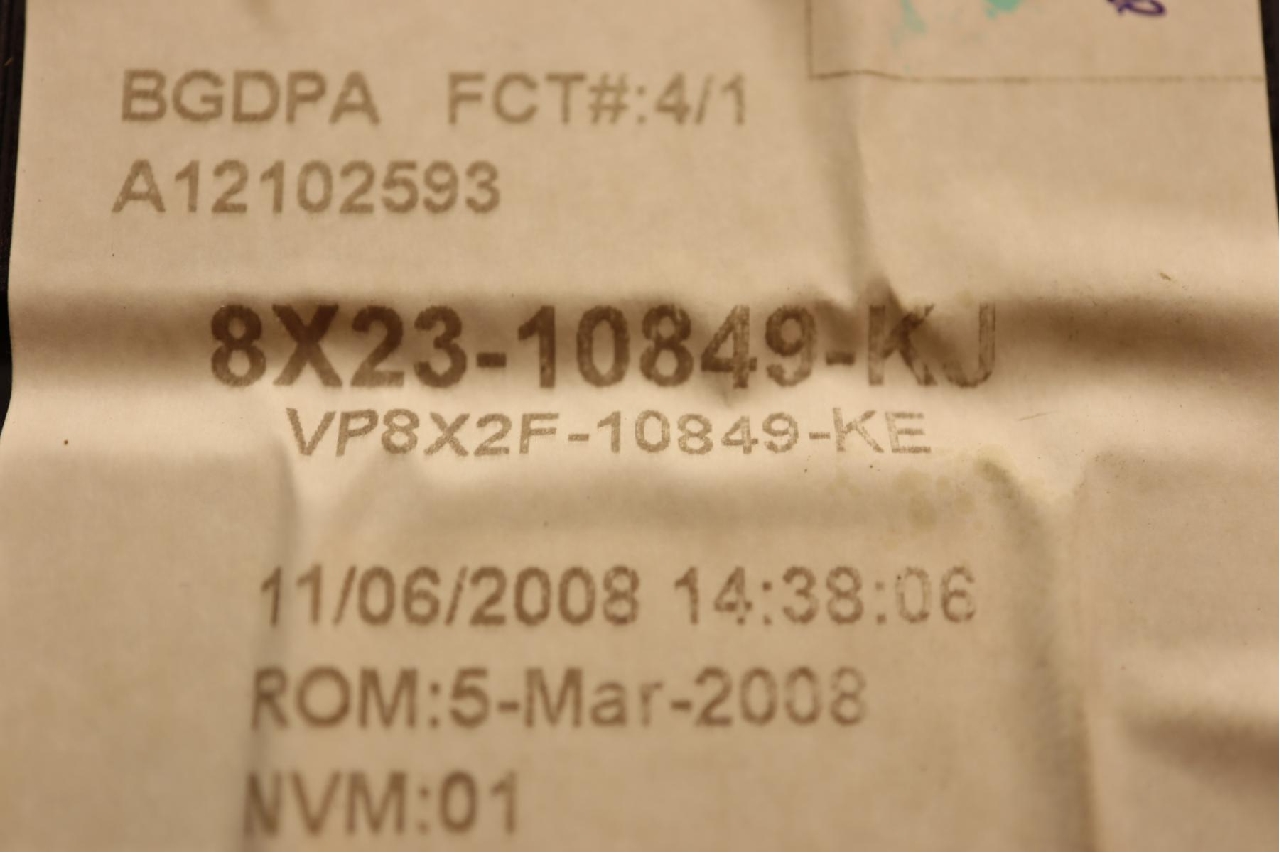 BGDPA FCT#:4/1
A12102593
8X23-10849-KJ
VP8X2F-10849-KE
11/06/2008 14:38:06
ROM:5-Mar-2008
NVM:01